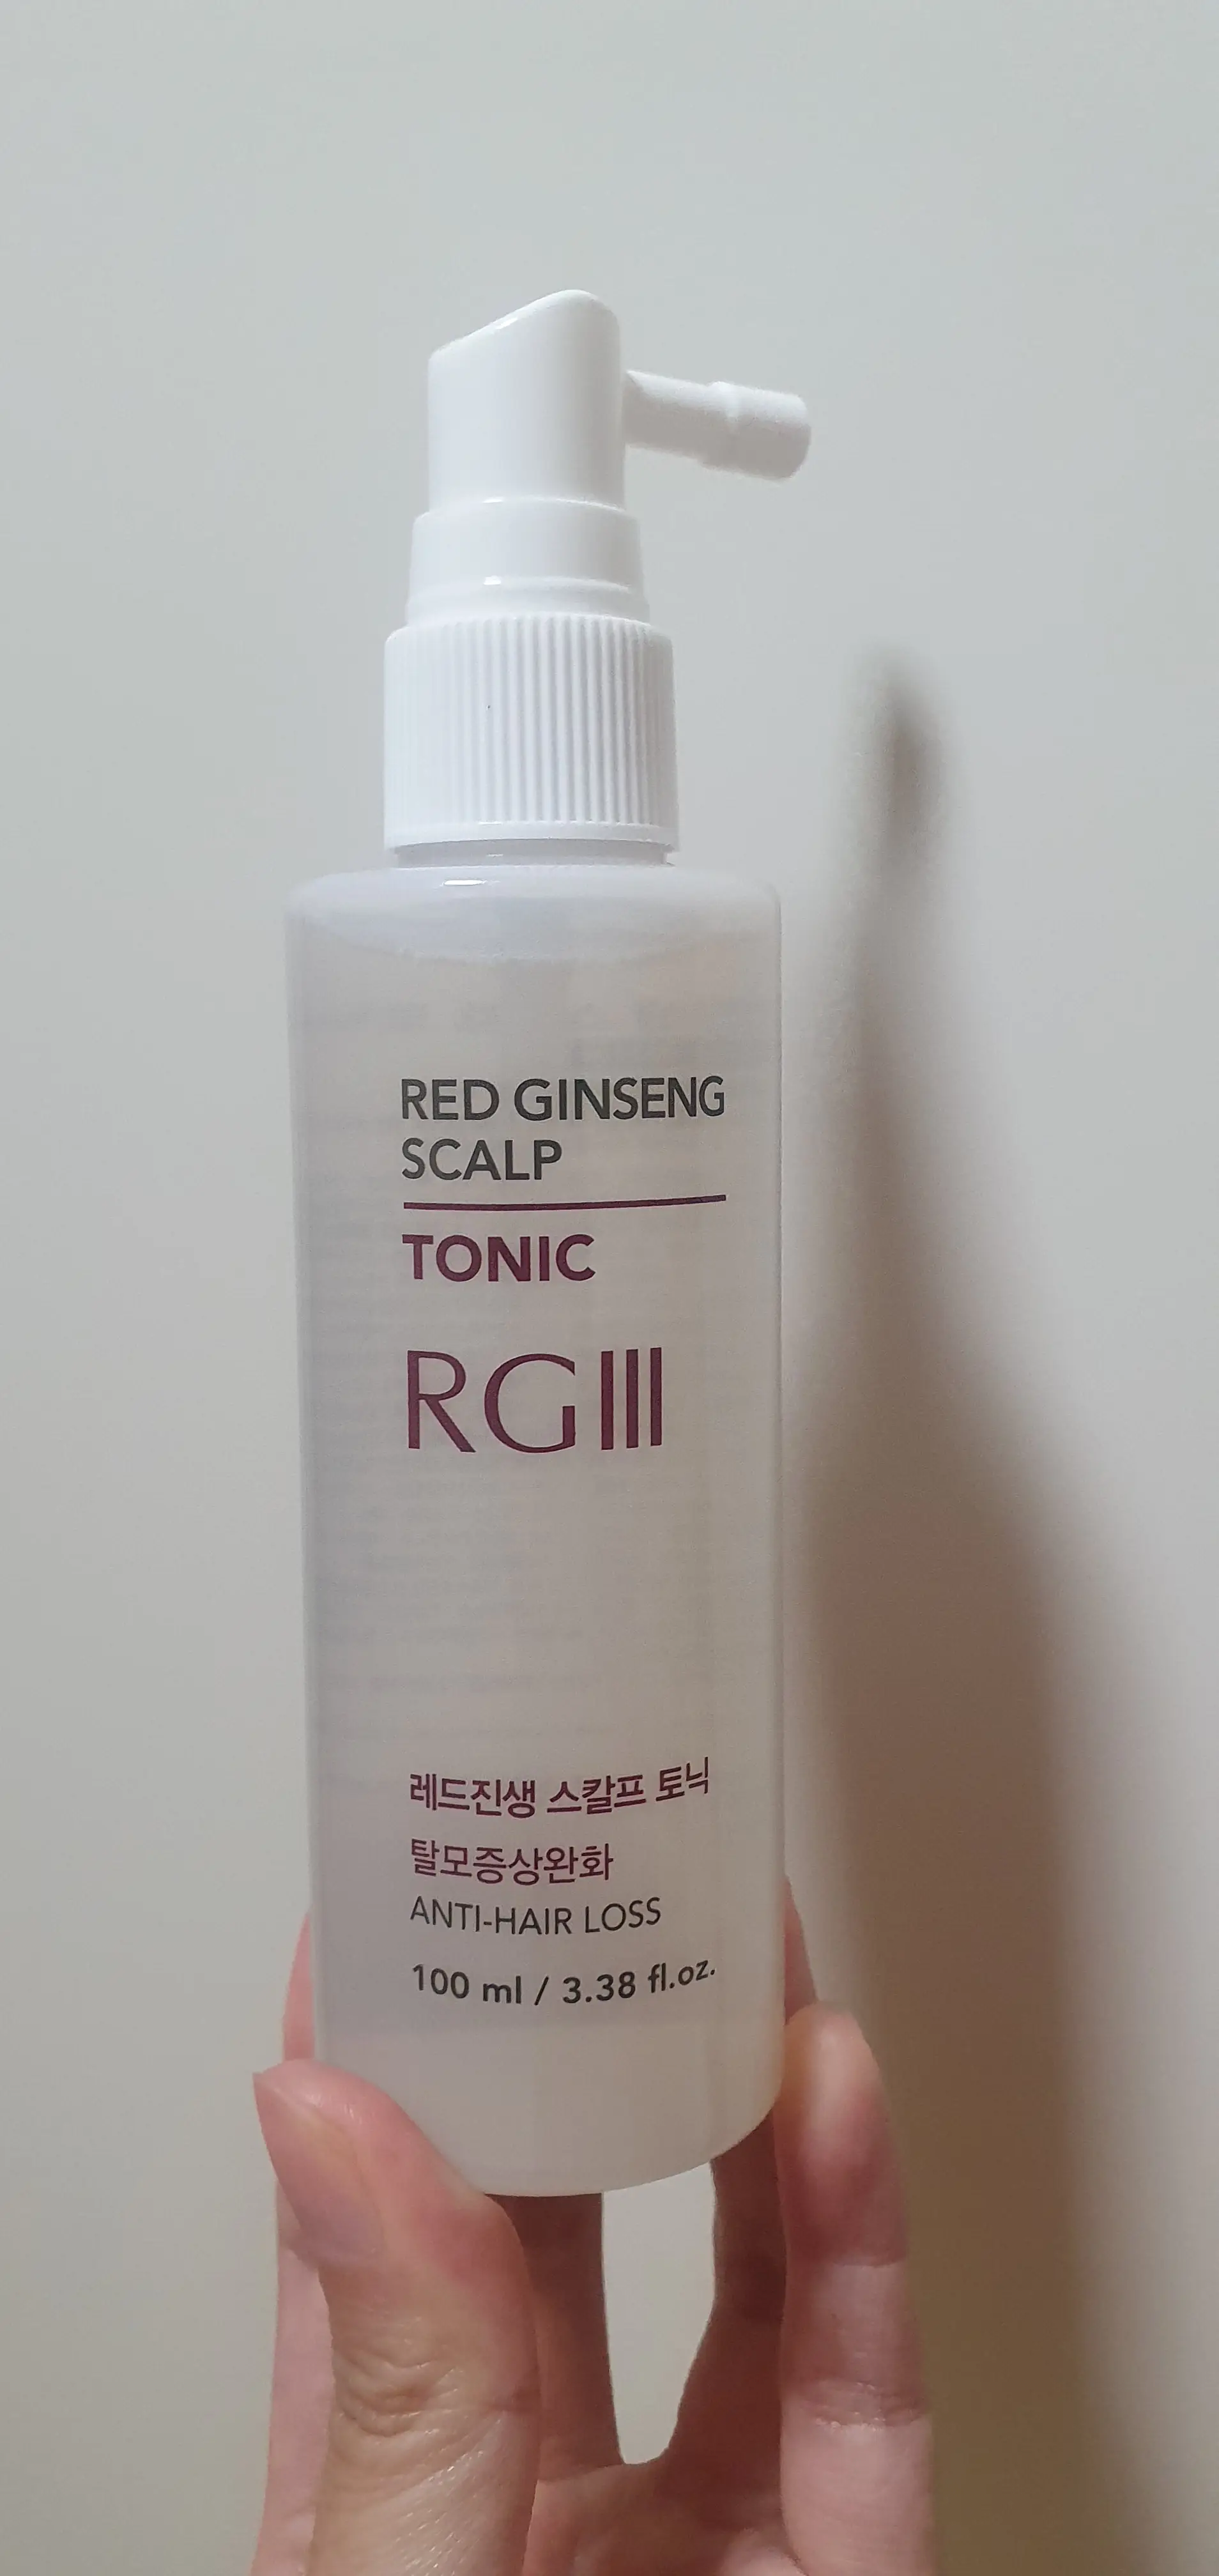 RED GINSENG
SCALP
TONIC
RGIII
레드진생 스칼프 토닉
탈모증상완화
ANTI-HAIR LOSS
100 ml / 3.38 fl.oz.